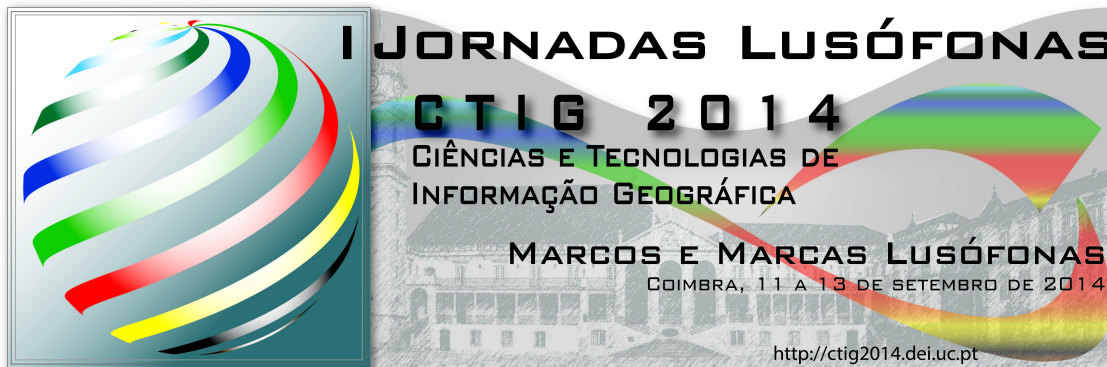 I JORNADAS LUSÓFONAS
CTIG 2014
CIÊNCIAS E TECNOLOGIAS DE
INFORMAÇÃO GEOGRÁFICA
MARCOS E MARCAS LUSÓFONAS
COIMBRA, 11 A 13 DE SETEMBRO DE 2014
http://ctig2014.dei.uc.pt